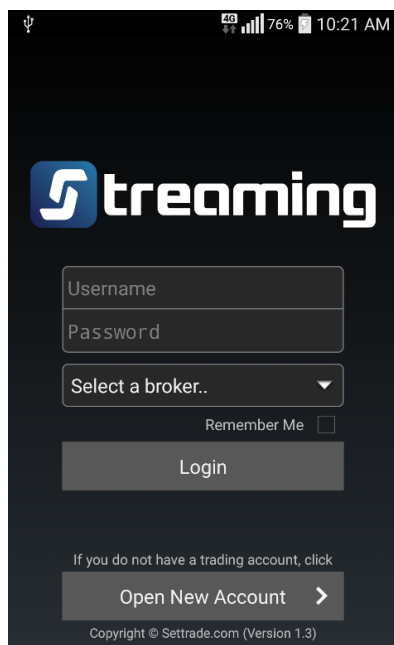 4G 76% 10:21 AM
Streaming
Username
Password
Select a broker..
Remember Me
Login
If you do not have a trading account, click
Open New Account
Copyright © Settrade.com (Version 1.3)